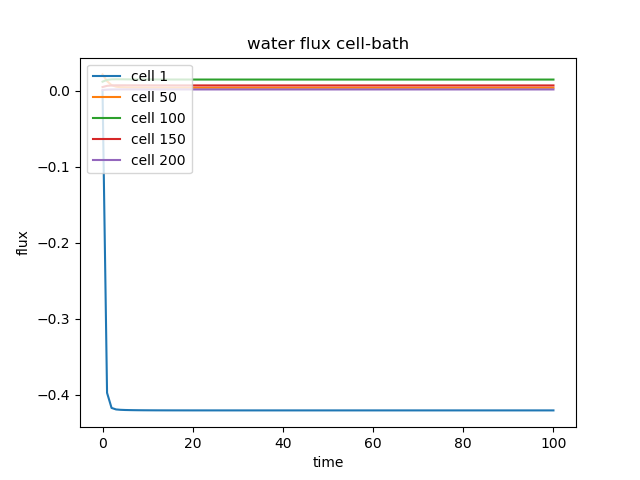 water flux cell-bath
cell 1
cell 50
cell 100
cell 150
cell 200
flux
0.0
−0.1
−0.2
−0.3
−0.4
0 20 40 60 80 100
time